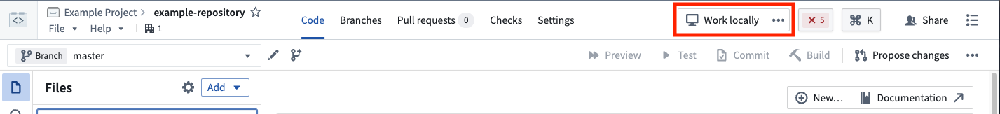 Example Project > example-repository
File Help 1
Code Branches Pull requests 0 Checks Settings
Work locally ••• 5 ⌘ K Share
Branch master
Preview Test Commit Build Propose changes •••
Files Add
New... Documentation